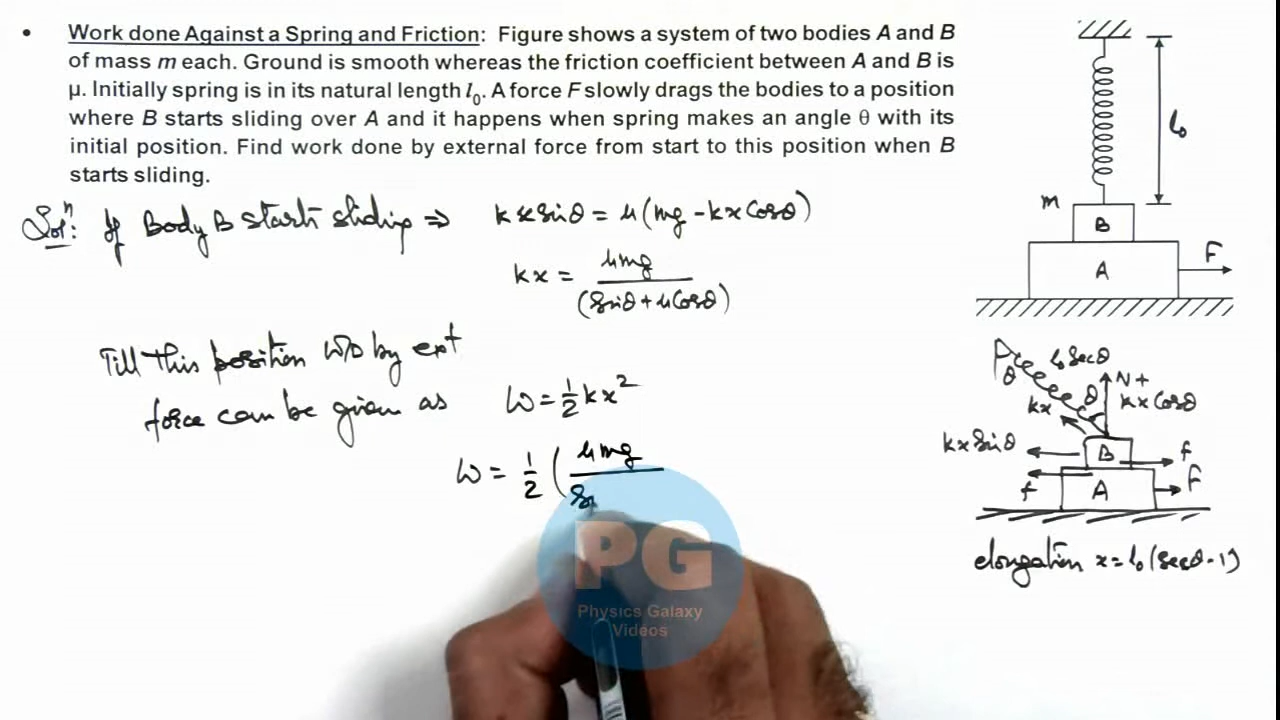 • Work done Against a Spring and Friction: Figure shows a system of two bodies A and B
of mass m each. Ground is smooth whereas the friction coefficient between A and B is
μ. Initially spring is in its natural length l₀. A force F slowly drags the bodies to a position
where B starts sliding over A and it happens when spring makes an angle θ with its
initial position. Find work done by external force from start to this position when B
starts sliding.
Solⁿ: If Body B starts sliding ⇒ kx sinθ = μ(mg - kx cosθ)
kx = μmg / (sinθ + μcosθ)
Till this position w/o by ext
force can be given as W = ½kx²
W = ½ (μmg / si
l₀
m
B
A
F
θ
l₀ secθ
θ
N +
kx cosθ
kx
kx sinθ
B
f
f
A
F
elongation x = l₀(secθ - 1)
PG
Physics Galaxy
Videos